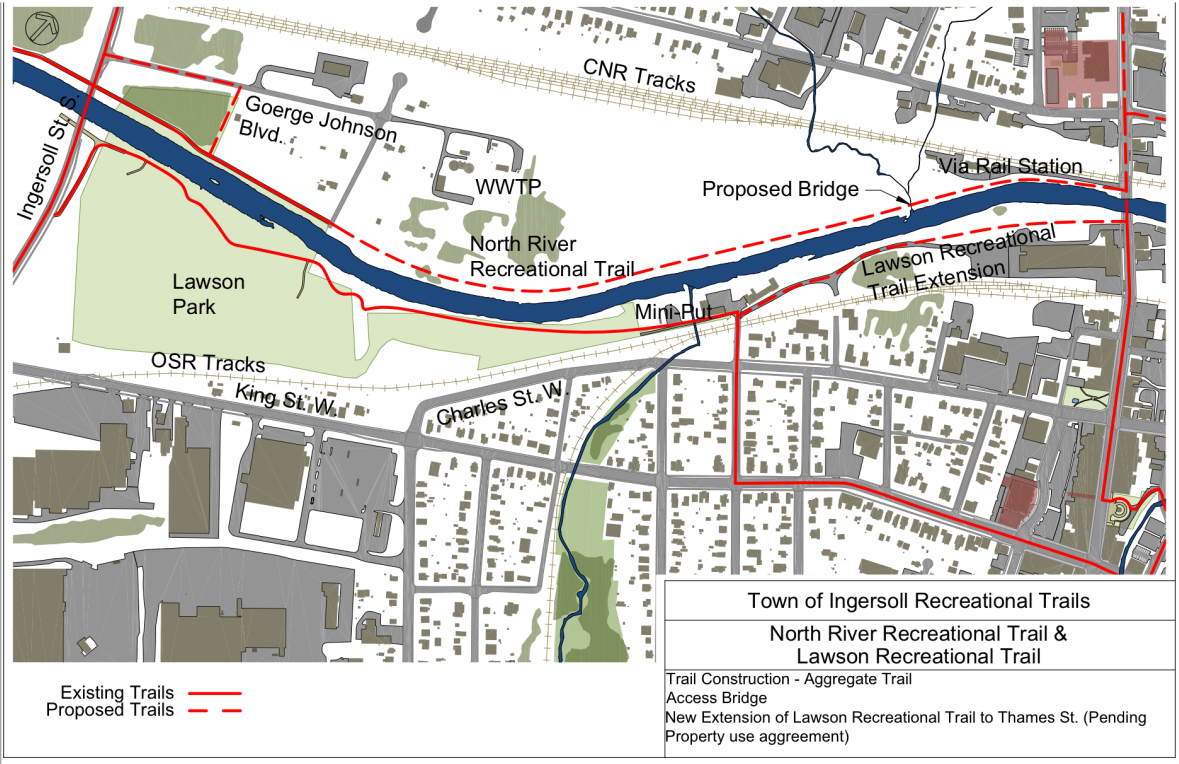 CNR Tracks
Ingersoll St. S.
Goerge Johnson
Blvd.
WWTP
Via Rail Station
Proposed Bridge
North River
Recreational Trail
Lawson Recreational
Trail Extension
Lawson
Park
Mini-Put
OSR Tracks
King St. W.
Charles St. W.
Town of Ingersoll Recreational Trails
North River Recreational Trail &
Lawson Recreational Trail
Trail Construction - Aggregate Trail
Access Bridge
New Extension of Lawson Recreational Trail to Thames St. (Pending
Property use aggreement)
Existing Trails
Proposed Trails